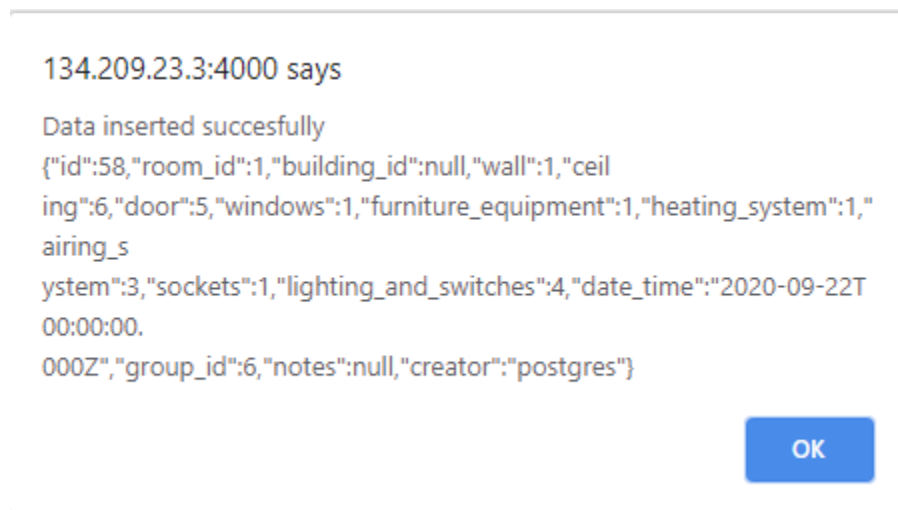 134.209.23.3:4000 says
Data inserted succesfully
{"id":58,"room_id":1,"building_id":null,"wall":1,"ceil
ing":6,"door":5,"windows":1,"furniture_equipment":1,"heating_system":1,"
airing_s
ystem":3,"sockets":1,"lighting_and_switches":4,"date_time":"2020-09-22T
00:00:00.
000Z","group_id":6,"notes":null,"creator":"postgres"}
OK